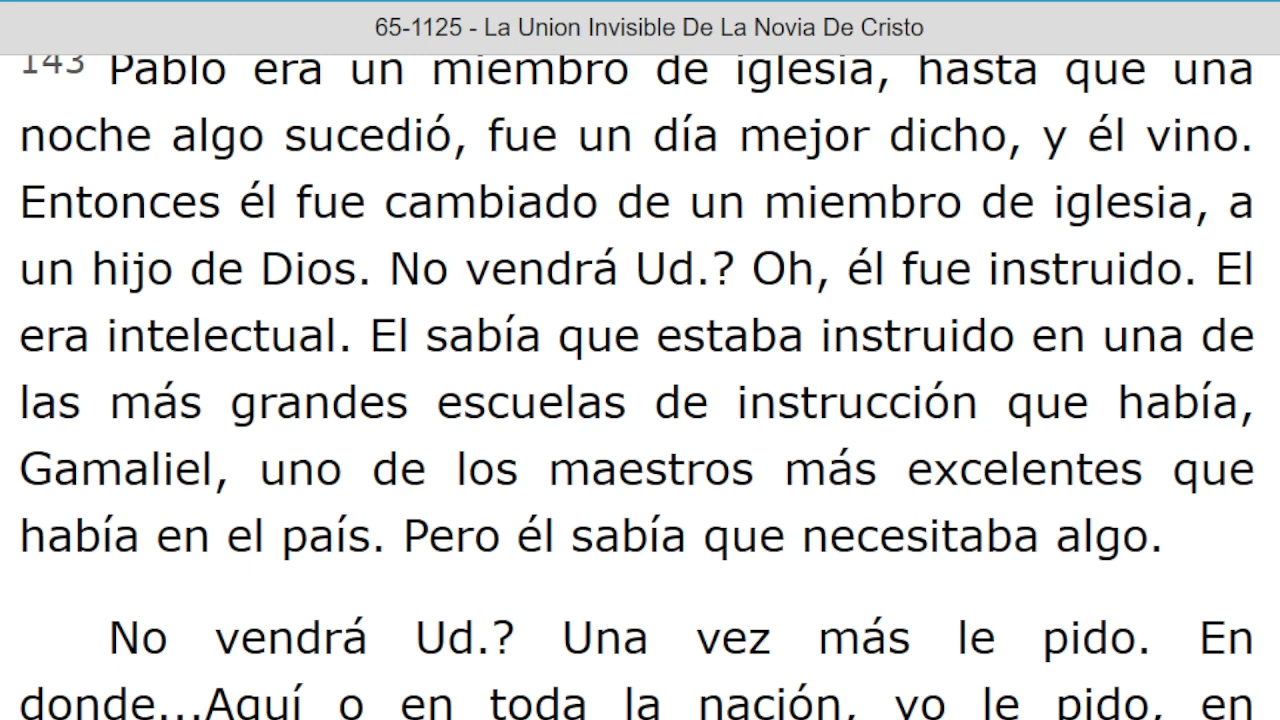 65-1125 - La Union Invisible De La Novia De Cristo
143 Pablo era un miembro de iglesia, hasta que una
noche algo sucedió, fue un día mejor dicho, y él vino.
Entonces él fue cambiado de un miembro de iglesia, a
un hijo de Dios. No vendrá Ud.? Oh, él fue instruido. El
era intelectual. El sabía que estaba instruido en una de
las más grandes escuelas de instrucción que había,
Gamaliel, uno de los maestros más excelentes que
había en el país. Pero él sabía que necesitaba algo.
No vendrá Ud.? Una vez más le pido. En
donde...Aquí o en toda la nación, yo le pido, en